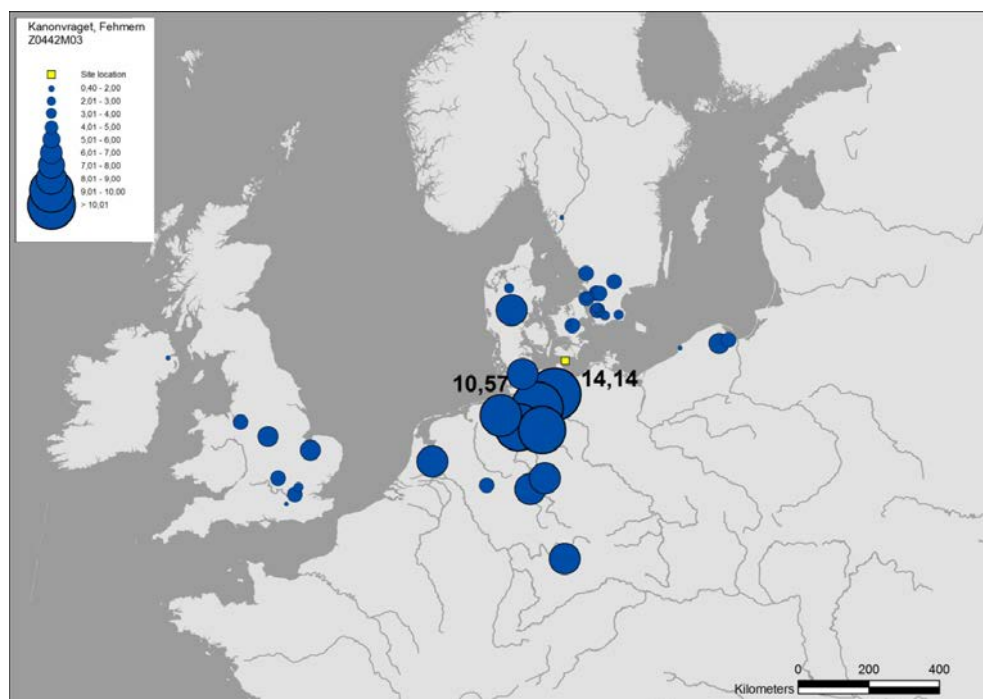 Kanonvraget, Fehmern
Z0442M03
Site location
0,40 - 2,00
2,01 - 3,00
3,01 - 4,00
4,01 - 5,00
5,01 - 6,00
6,01 - 7,00
7,01 - 8,00
8,01 - 9,00
9,01 - 10,00
> 10,01
10,57
14,14
0 200 400
Kilometers